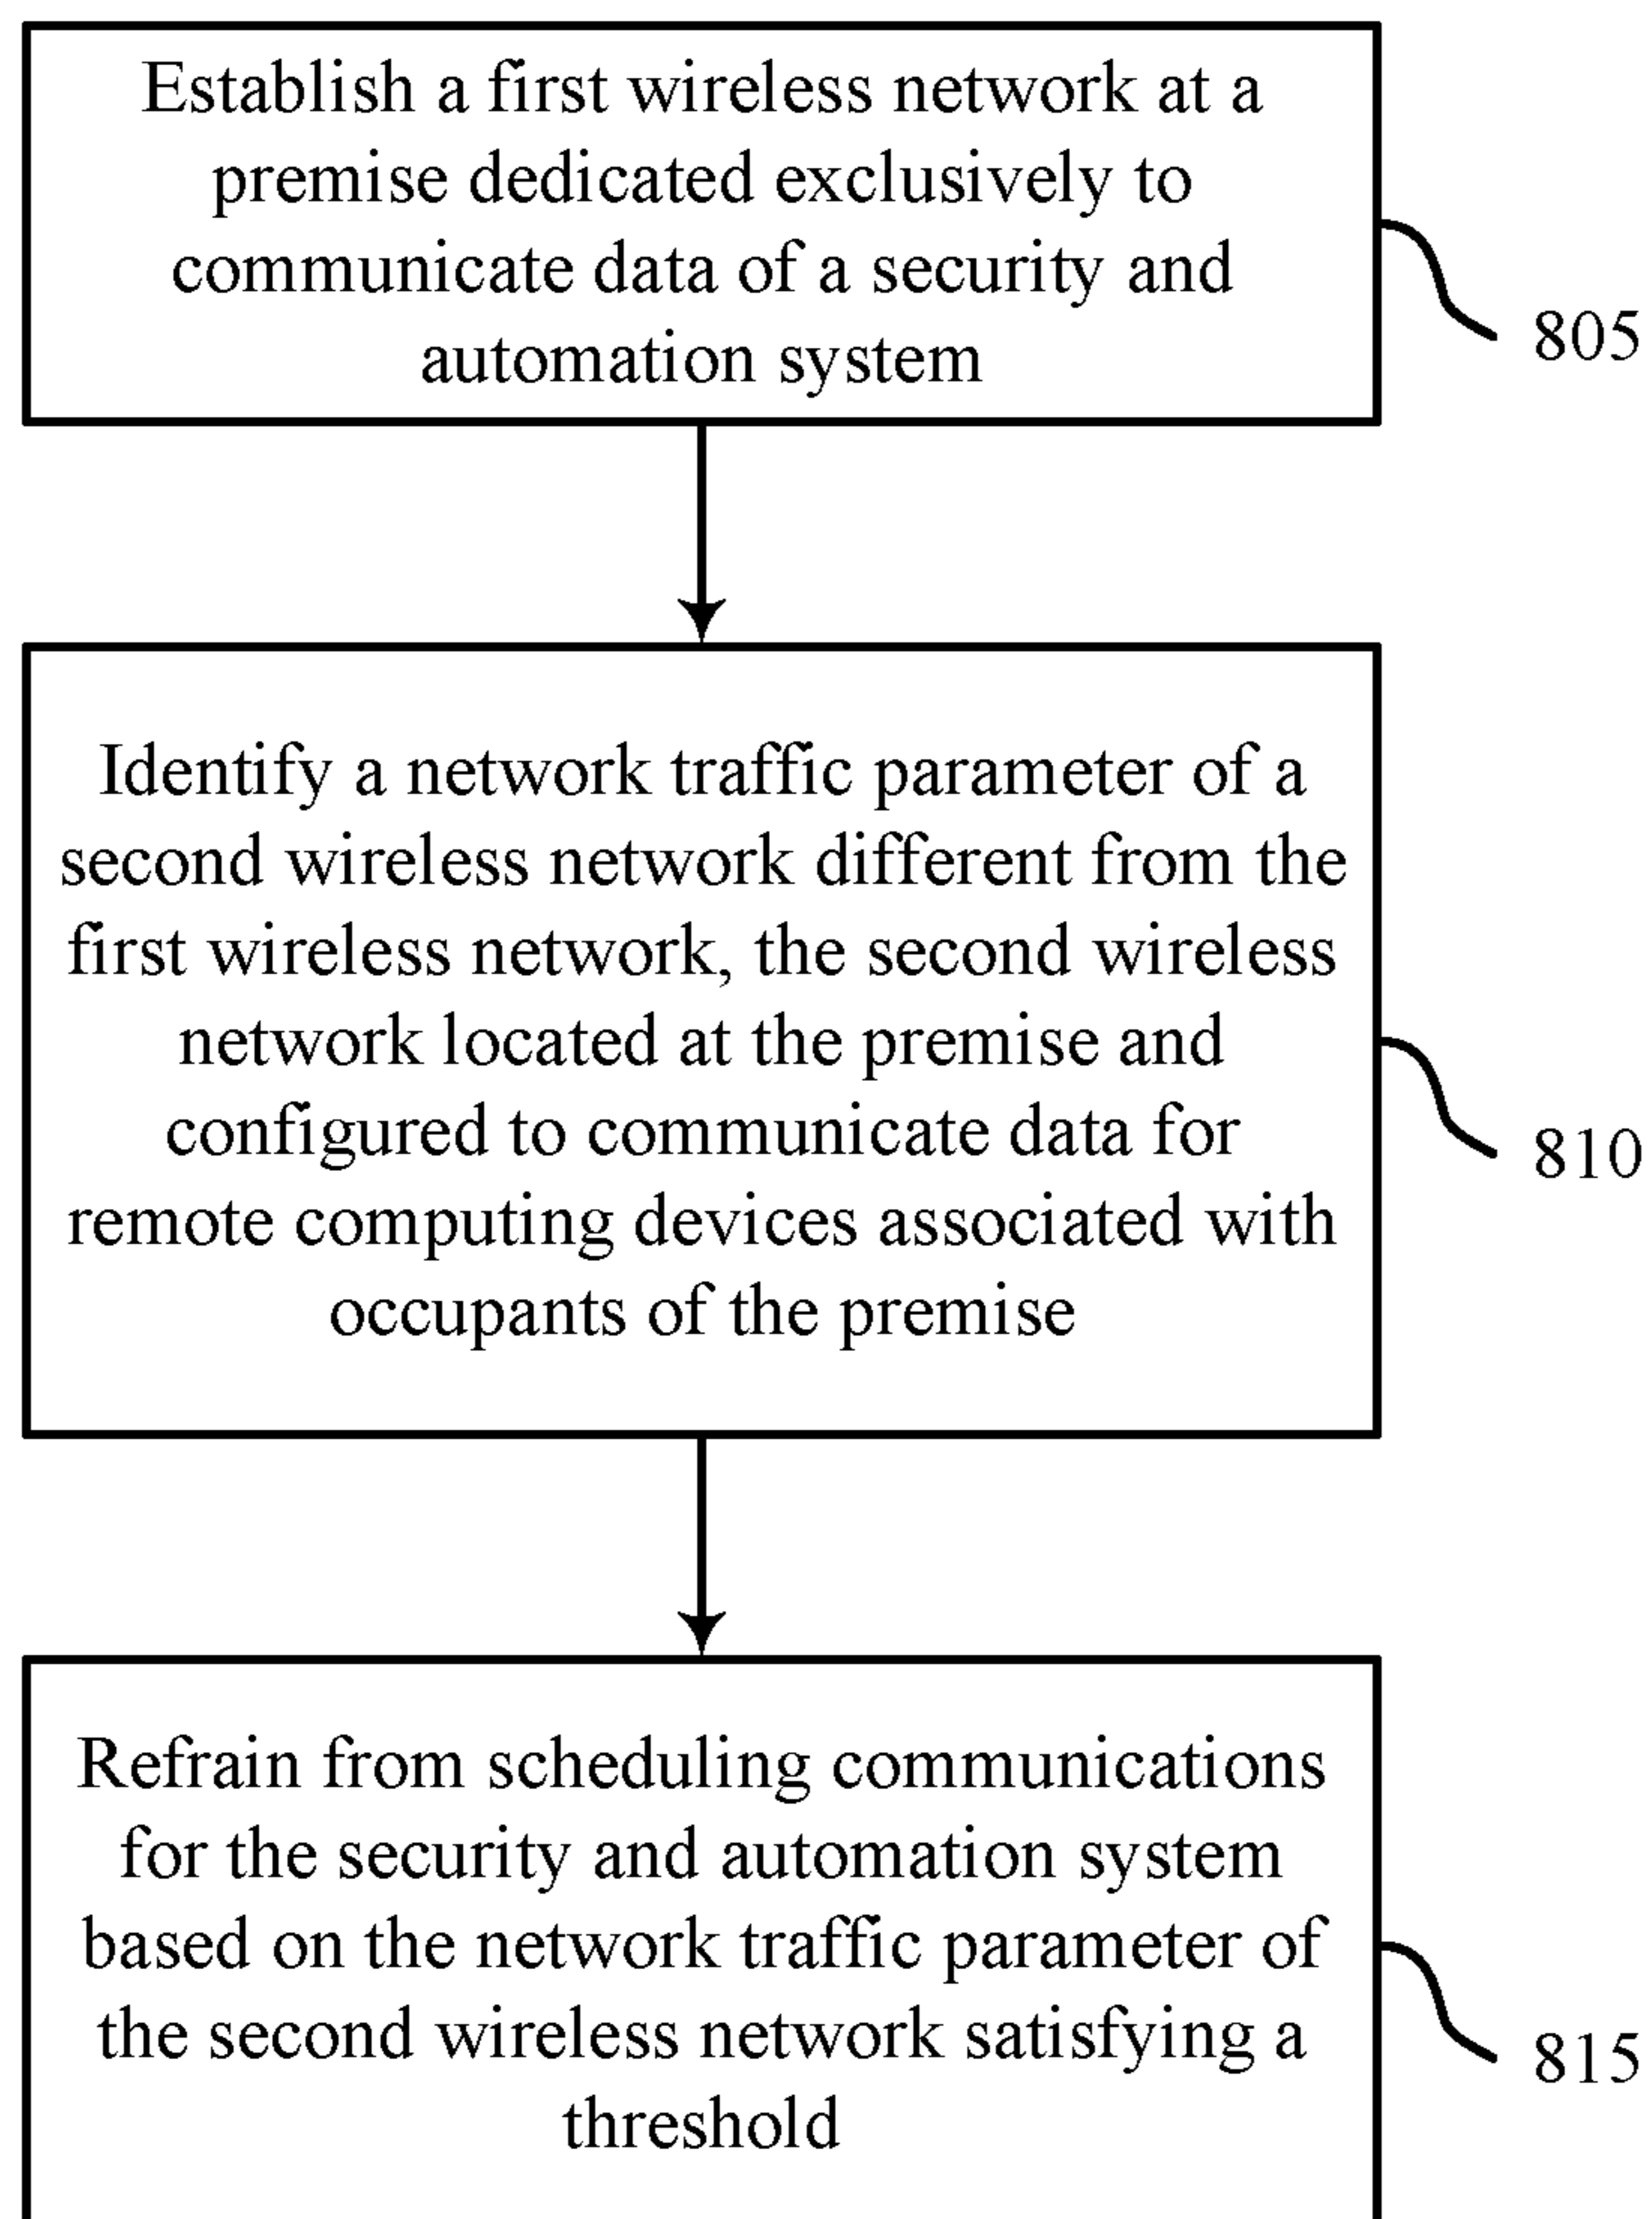 Establish a first wireless network at a
premise dedicated exclusively to
communicate data of a security and
automation system
805
Identify a network traffic parameter of a
second wireless network different from the
first wireless network, the second wireless
network located at the premise and
configured to communicate data for
remote computing devices associated with
occupants of the premise
810
Refrain from scheduling communications
for the security and automation system
based on the network traffic parameter of
the second wireless network satisfying a
threshold
815